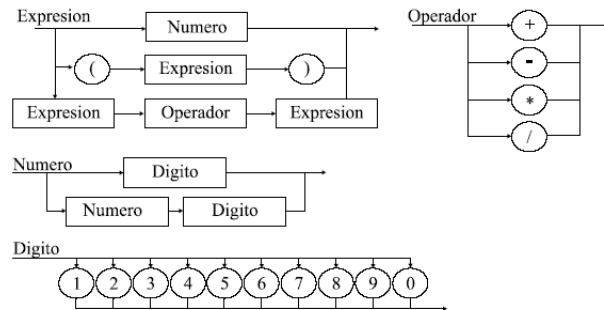 Expresion
Numero
( Expresion )
Expresion Operador Expresion
Operador
+
-
*
/
Numero
Digito
Numero Digito
Digito
1 2 3 4 5 6 7 8 9 0